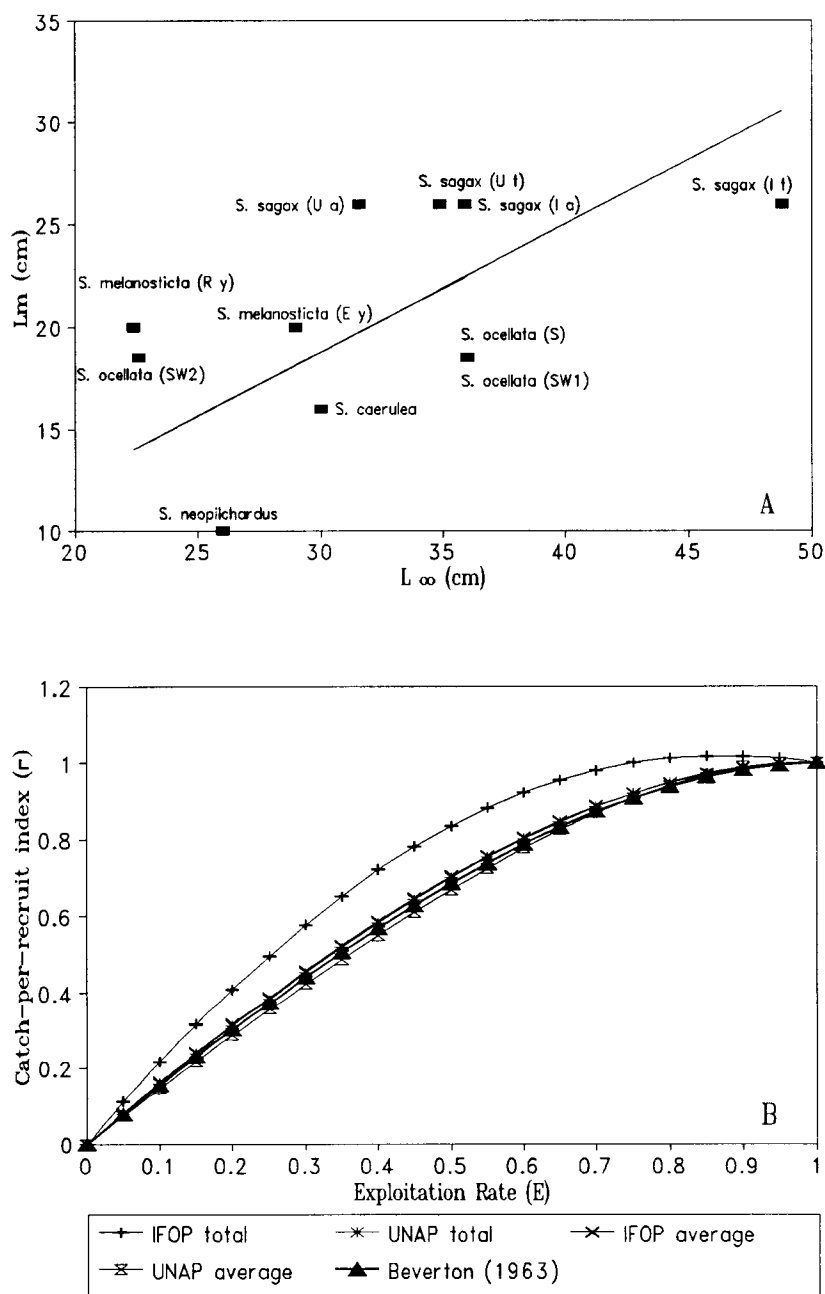 35
30
25
20
15
10
Lm (cm)
S. sagax (U t)
S. sagax (U a)
S. sagax (I a)
S. sagax (I t)
S. melanosticta (R y)
S. melanosticta (E y)
S. ocellata (SW2)
S. ocellata (S)
S. ocellata (SW1)
S. caerulea
S. neopilchardus
A
20 25 30 35 40 45 50
L ∞ (cm)
1.2
1
0.8
0.6
0.4
0.2
0
Catch-per-recruit index (r)
B
0 0.1 0.2 0.3 0.4 0.5 0.6 0.7 0.8 0.9 1
Exploitation Rate (E)
IFOP total UNAP total IFOP average
UNAP average Beverton (1963)